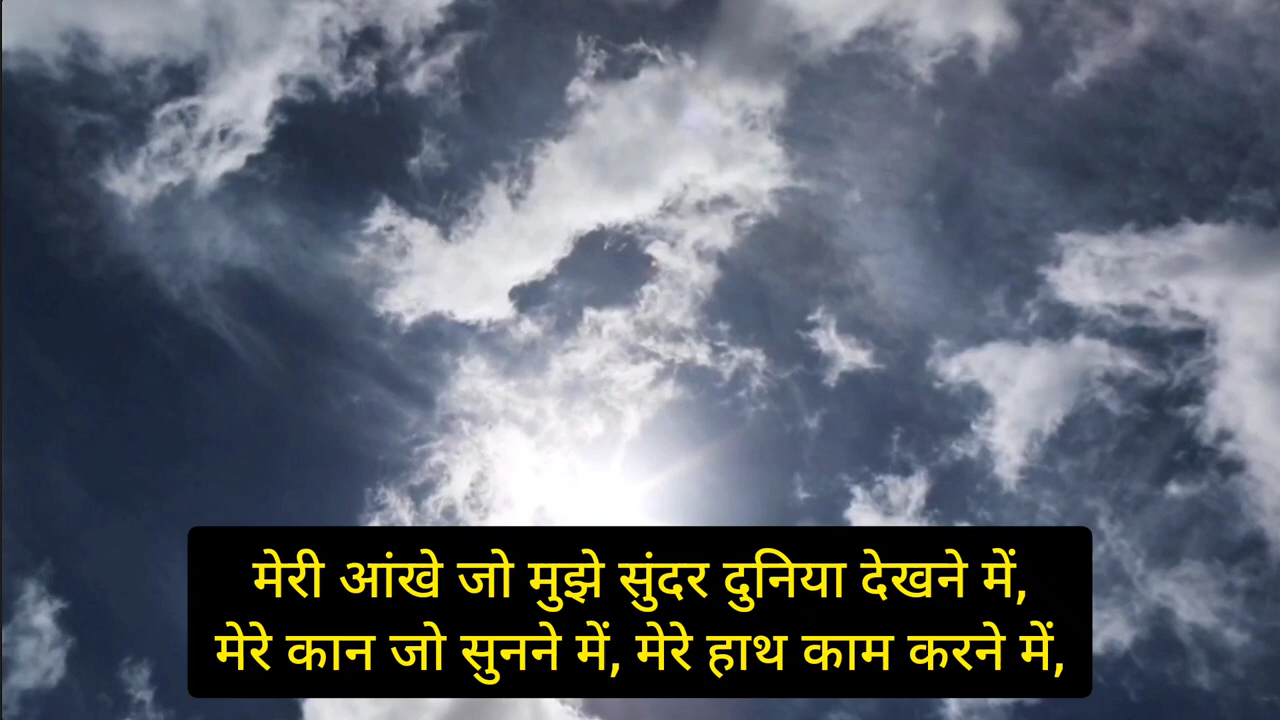 मेरी आंखे जो मुझे सुंदर दुनिया देखने में,
मेरे कान जो सुनने में, मेरे हाथ काम करने में,